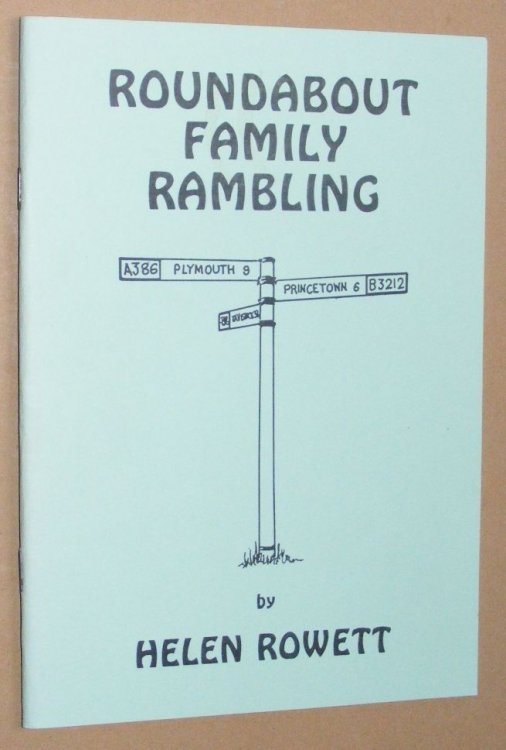 ROUNDABOUT
FAMILY
RAMBLING
A386 PLYMOUTH 9
PRINCETOWN 6 B3212
by
HELEN ROWETT